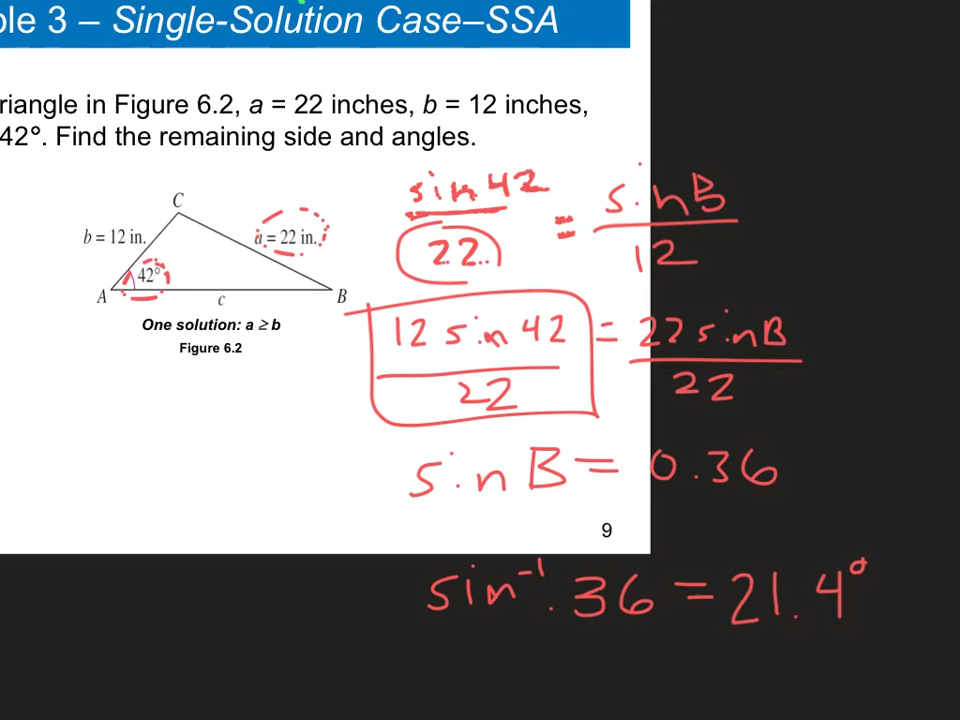 ble 3 – Single-Solution Case–SSA
riangle in Figure 6.2, a = 22 inches, b = 12 inches,
42°. Find the remaining side and angles.
C
b = 12 in.
a = 22 in.
42°
A
c
B
One solution: a ≥ b
Figure 6.2
sin 42 / 22 = sin B / 12
12 sin 42 / 22 = 22 sin B / 22
sin B = 0.36
9
sin⁻¹ .36 = 21.4°